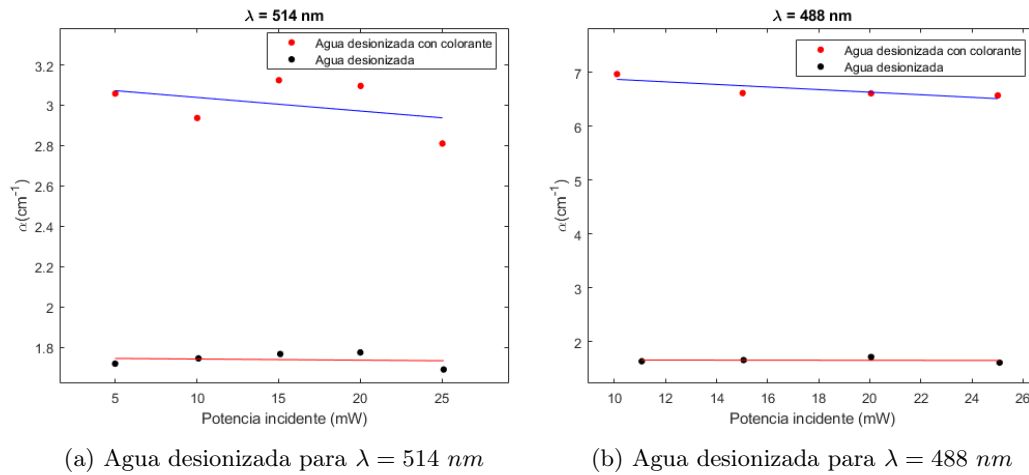 λ = 514 nm
Agua desionizada con colorante
Agua desionizada
3.2
3
2.8
2.6
2.4
2.2
2
1.8
α(cm⁻¹)
5
10
15
20
25
Potencia incidente (mW)
(a) Agua desionizada para λ = 514 nm
λ = 488 nm
Agua desionizada con colorante
Agua desionizada
7
6
5
4
3
2
α(cm⁻¹)
10
12
14
16
18
20
22
24
26
Potencia incidente (mW)
(b) Agua desionizada para λ = 488 nm